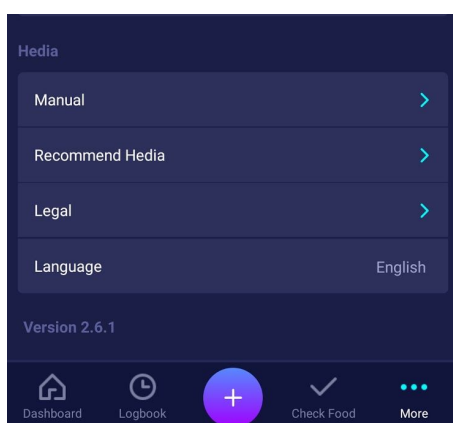 Hedia
Manual
Recommend Hedia
Legal
Language English
Version 2.6.1
Dashboard Logbook + Check Food More